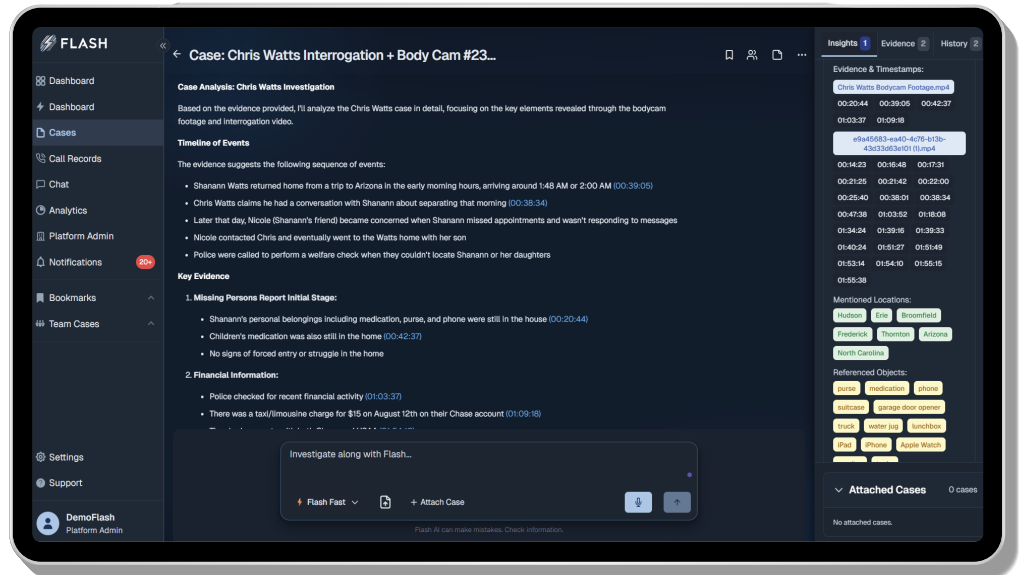 FLASH
Dashboard
Dashboard
Cases
Call Records
Chat
Analytics
Platform Admin
Notifications
20+
Bookmarks
Team Cases
Settings
Support
DemoFlash
Platform Admin
Case: Chris Watts Interrogation + Body Cam #23...
Case Analysis: Chris Watts Investigation
Based on the evidence provided, I'll analyze the Chris Watts case in detail, focusing on the key elements revealed through the bodycam
footage and interrogation video.
Timeline of Events
The evidence suggests the following sequence of events:
Shanann Watts returned home from a trip to Arizona in the early morning hours, arriving around 1:48 AM or 2:00 AM (00:39:05)
Chris Watts claims he had a conversation with Shanann about separating that morning (00:38:34)
Later that day, Nicole (Shanann's friend) became concerned when Shanann missed appointments and wasn't responding to messages
Nicole contacted Chris and eventually went to the Watts home with her son
Police were called to perform a welfare check when they couldn't locate Shanann or her daughters
Key Evidence
1. Missing Persons Report Initial Stage:
Shanann's personal belongings including medication, purse, and phone were still in the house (00:20:44)
Children's medication was also still in the home (00:42:37)
No signs of forced entry or struggle in the home
2. Financial Information:
Police checked for recent financial activity (01:03:37)
There was a taxi/limousine charge for $15 on August 12th on their Chase account (01:09:18)
Investigate along with Flash...
Flash Fast
+ Attach Case
Flash AI can make mistakes. Check information.
Insights 1
Evidence 2
History 2
Evidence & Timestamps:
Chris Watts Bodycam Footage.mp4
00:20:44 00:39:05 00:42:37
01:03:37 01:09:18
e9a45683-ea40-4c76-b13b-
43d33d63e101 (1).mp4
00:14:23 00:16:48 00:17:31
00:21:25 00:21:42 00:22:00
00:25:40 00:38:01 00:38:34
00:47:38 01:03:52 01:18:08
01:34:24 01:39:16 01:39:33
01:40:24 01:51:27 01:51:49
01:53:14 01:54:10 01:55:15
01:55:38
Mentioned Locations:
Hudson Erie Broomfield
Frederick Thornton Arizona
North Carolina
Referenced Objects:
purse medication phone
suitcase garage door opener
truck water jug lunchbox
iPad iPhone Apple Watch
Attached Cases
0 cases
No attached cases.